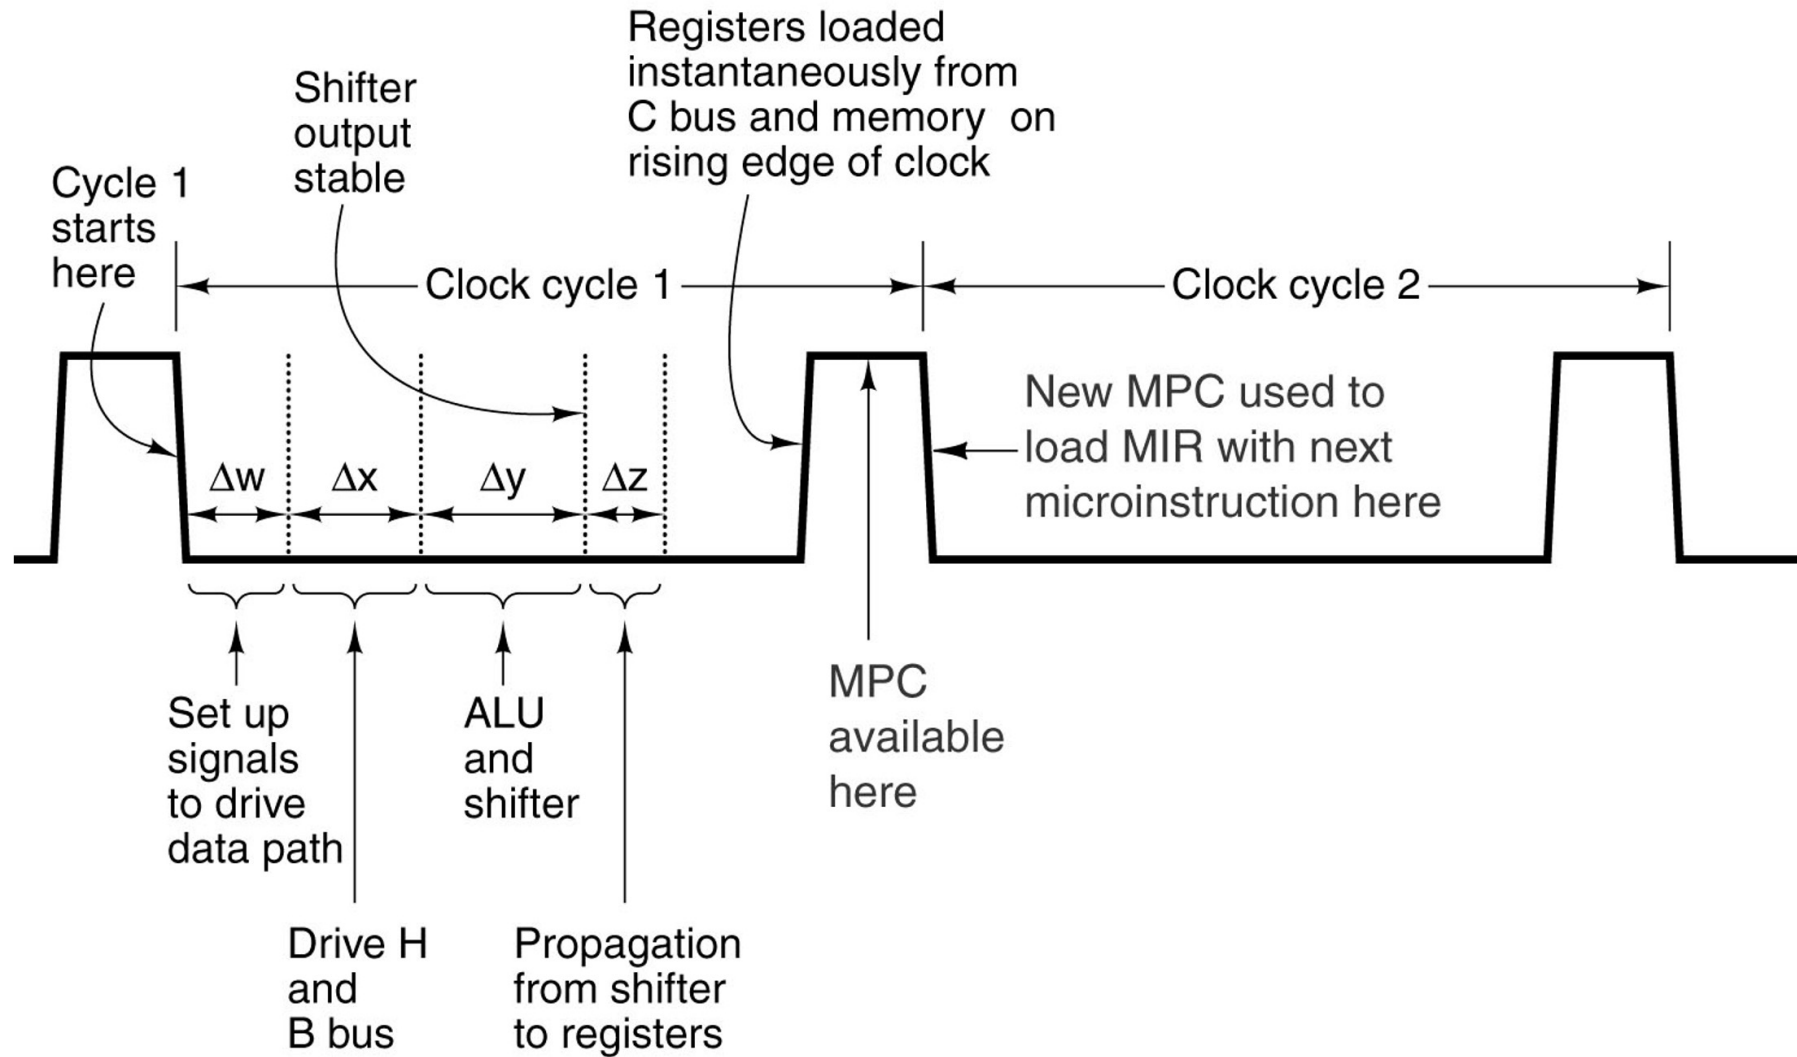 Registers loaded
instantaneously from
C bus and memory on
rising edge of clock
Shifter
output
stable
Cycle 1
starts
here
Clock cycle 1
Clock cycle 2
New MPC used to
load MIR with next
microinstruction here
Δw
Δx
Δy
Δz
MPC
available
here
Set up
signals
to drive
data path
ALU
and
shifter
Drive H
and
B bus
Propagation
from shifter
to registers